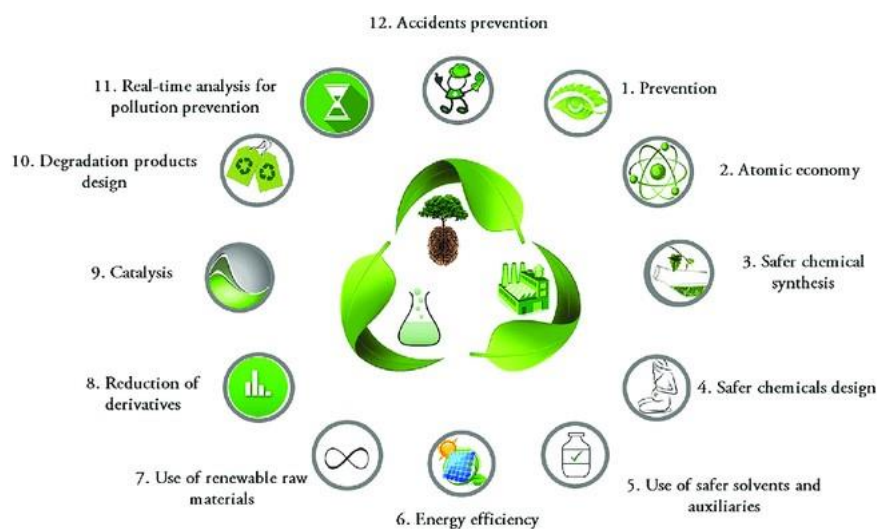 12. Accidents prevention
1. Prevention
2. Atomic economy
3. Safer chemical
synthesis
4. Safer chemicals design
5. Use of safer solvents and
auxiliaries
6. Energy efficiency
7. Use of renewable raw
materials
8. Reduction of
derivatives
9. Catalysis
10. Degradation products
design
11. Real-time analysis for
pollution prevention